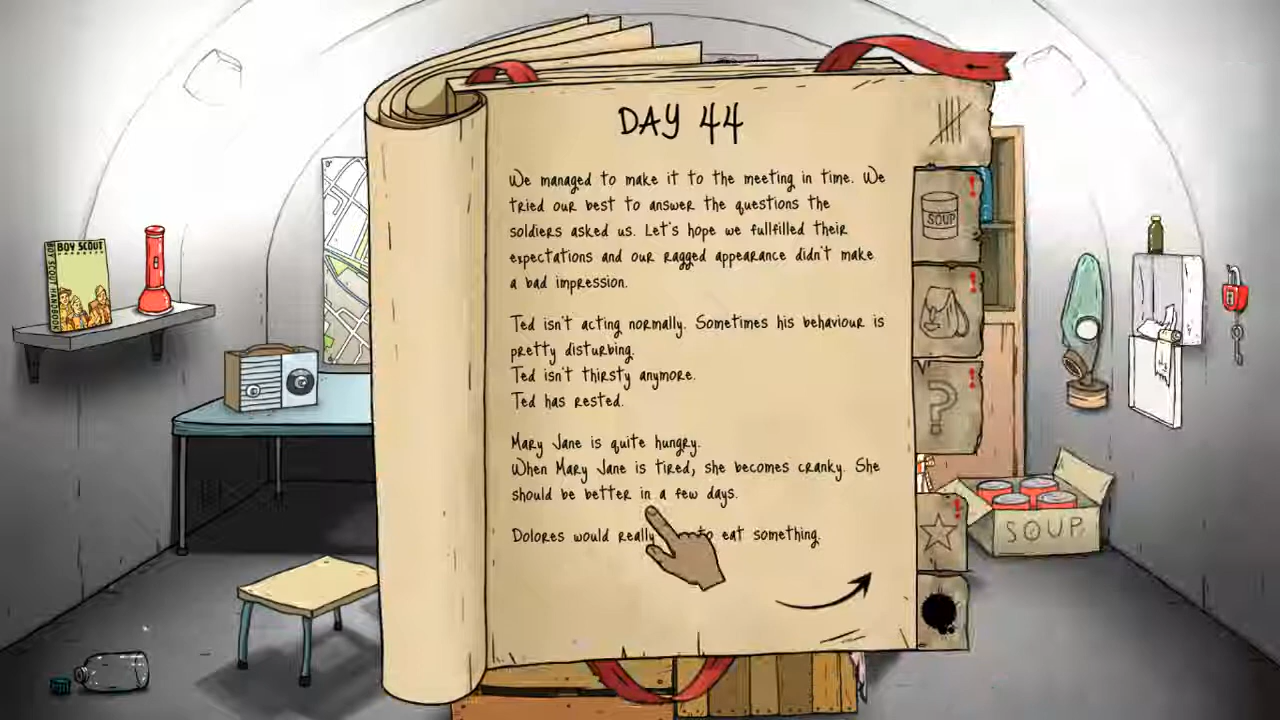 DAY 44
We managed to make it to the meeting in time. We
tried our best to answer the questions the
soldiers asked us. Let's hope we fullfilled their
expectations and our ragged appearance didn't make
a bad impression.
Ted isn't acting normally. Sometimes his behaviour is
pretty disturbing.
Ted isn't thirsty anymore.
Ted has rested.
Mary Jane is quite hungry.
When Mary Jane is tired, she becomes cranky. She
should be better in a few days.
Dolores would really to eat something.
SOUP
!
!
?
!
!
BOY SCOUT
BOY SCOUT HANDBOOK
SOUP